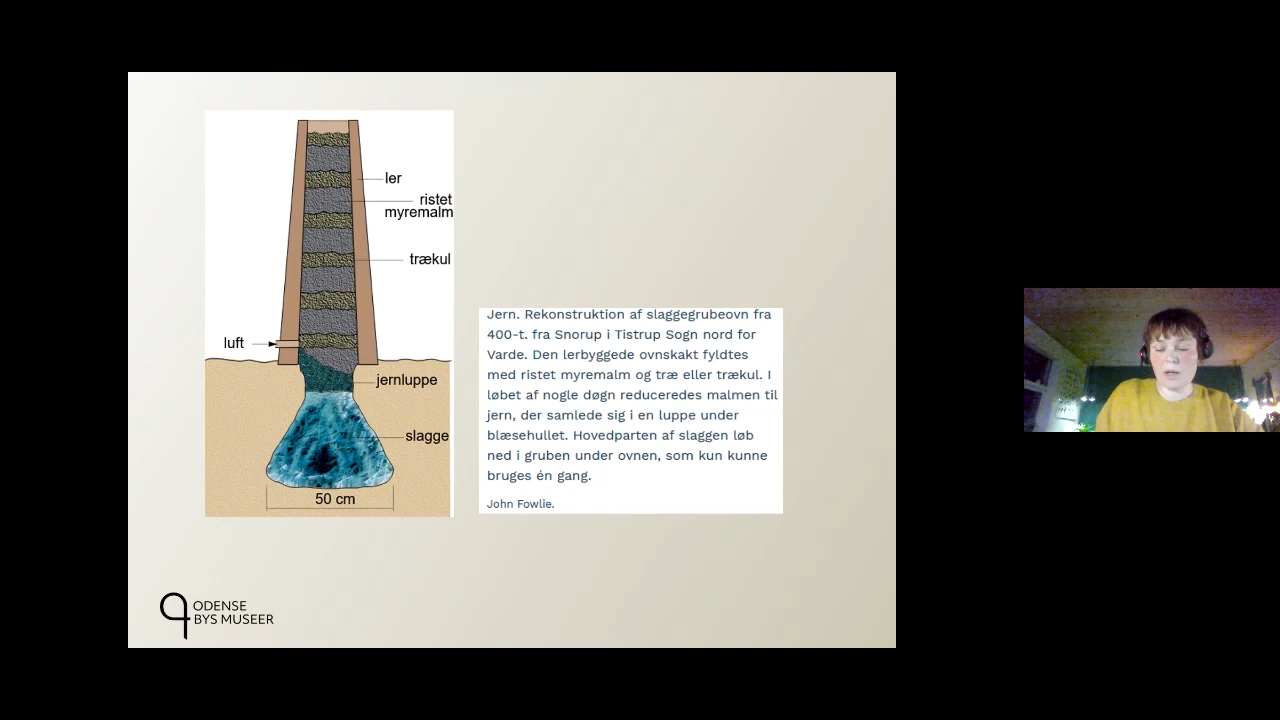 ler
ristet
myremalm
trækul
luft
jernluppe
slagge
50 cm
Jern. Rekonstruktion af slaggegrubeovn fra
400-t. fra Snorup i Tistrup Sogn nord for
Varde. Den lerbyggede ovnskakt fyldtes
med ristet myremalm og træ eller trækul. I
løbet af nogle døgn reduceredes malmen til
jern, der samlede sig i en luppe under
blæsehullet. Hovedparten af slaggen løb
ned i gruben under ovnen, som kun kunne
bruges én gang.
John Fowlie.
ODENSE
BYS MUSEER